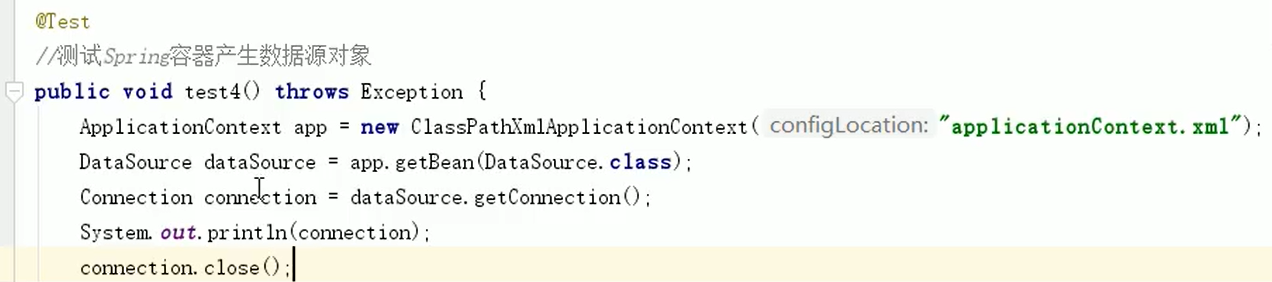 @Test
//测试Spring容器产生数据源对象
public void test4() throws Exception {
ApplicationContext app = new ClassPathXmlApplicationContext( configLocation: "applicationContext.xml");
DataSource dataSource = app.getBean(DataSource.class);
Connection connection = dataSource.getConnection();
System.out.println(connection);
connection.close();